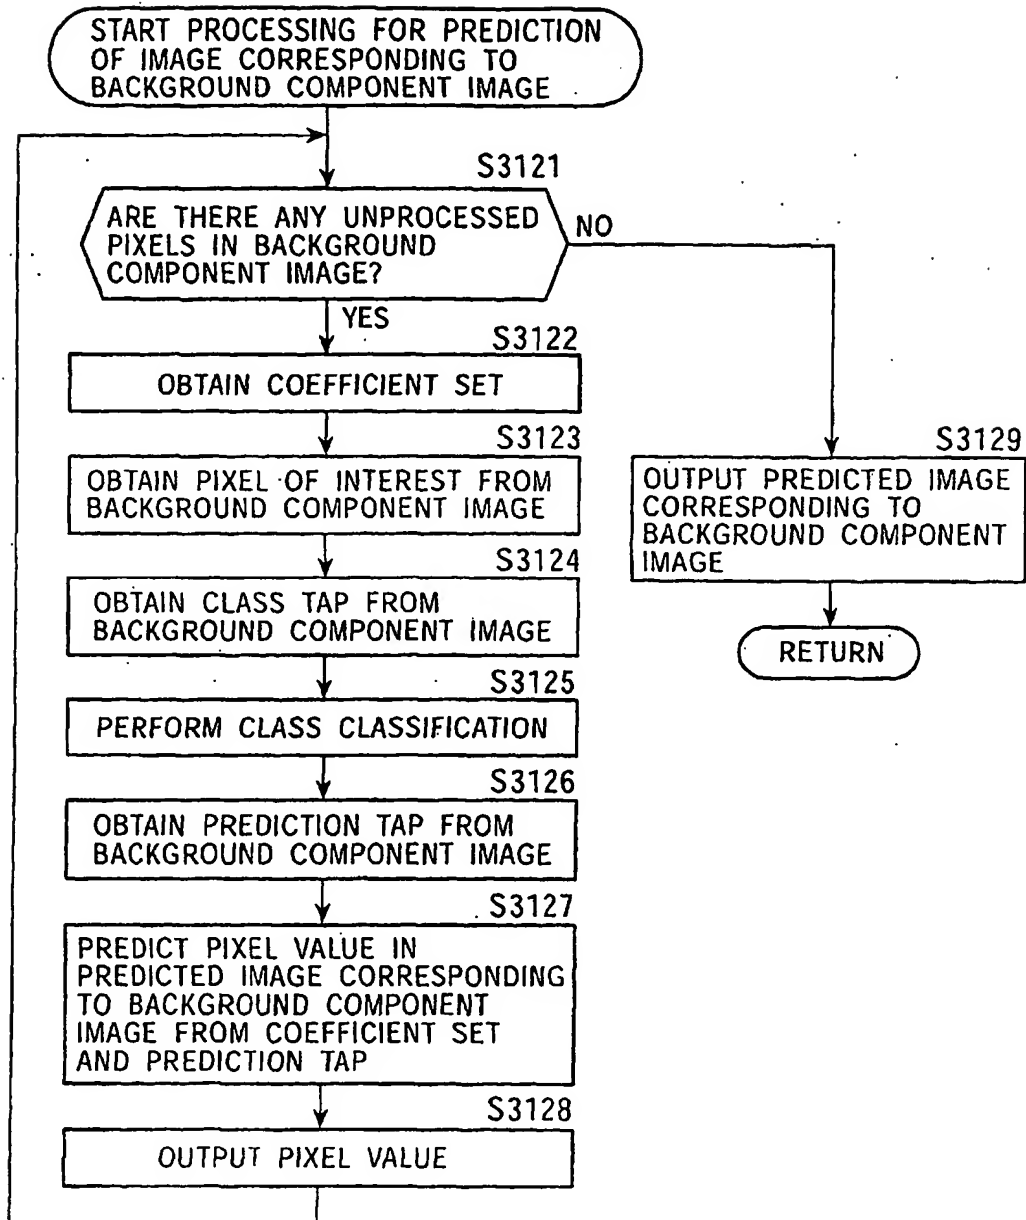 START PROCESSING FOR PREDICTION
OF IMAGE CORRESPONDING TO
BACKGROUND COMPONENT IMAGE
S3121
ARE THERE ANY UNPROCESSED
PIXELS IN BACKGROUND
COMPONENT IMAGE?
NO
YES
S3122
OBTAIN COEFFICIENT SET
S3123
OBTAIN PIXEL OF INTEREST FROM
BACKGROUND COMPONENT IMAGE
S3124
OBTAIN CLASS TAP FROM
BACKGROUND COMPONENT IMAGE
S3125
PERFORM CLASS CLASSIFICATION
S3126
OBTAIN PREDICTION TAP FROM
BACKGROUND COMPONENT IMAGE
S3127
PREDICT PIXEL VALUE IN
PREDICTED IMAGE CORRESPONDING
TO BACKGROUND COMPONENT
IMAGE FROM COEFFICIENT SET
AND PREDICTION TAP
S3128
OUTPUT PIXEL VALUE
S3129
OUTPUT PREDICTED IMAGE
CORRESPONDING TO
BACKGROUND COMPONENT
IMAGE
RETURN